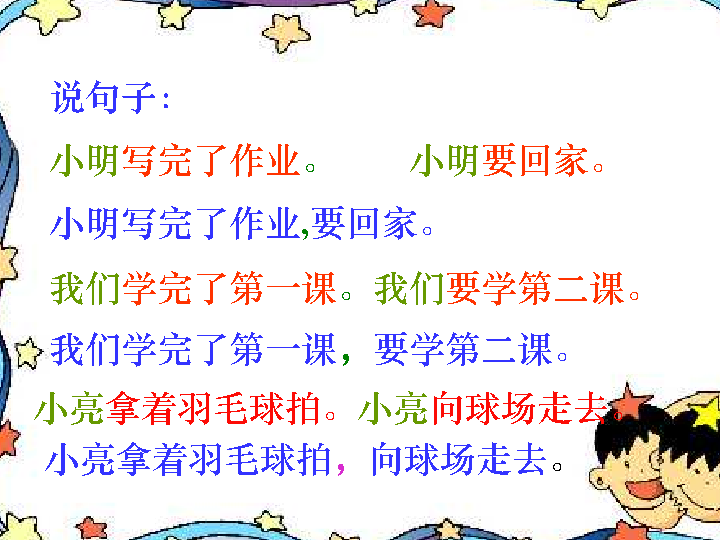 说句子:
小明写完了作业。 小明要回家。
小明写完了作业,要回家。
我们学完了第一课。我们要学第二课。
我们学完了第一课，要学第二课。
小亮拿着羽毛球拍。小亮向球场走去。
小亮拿着羽毛球拍，向球场走去。